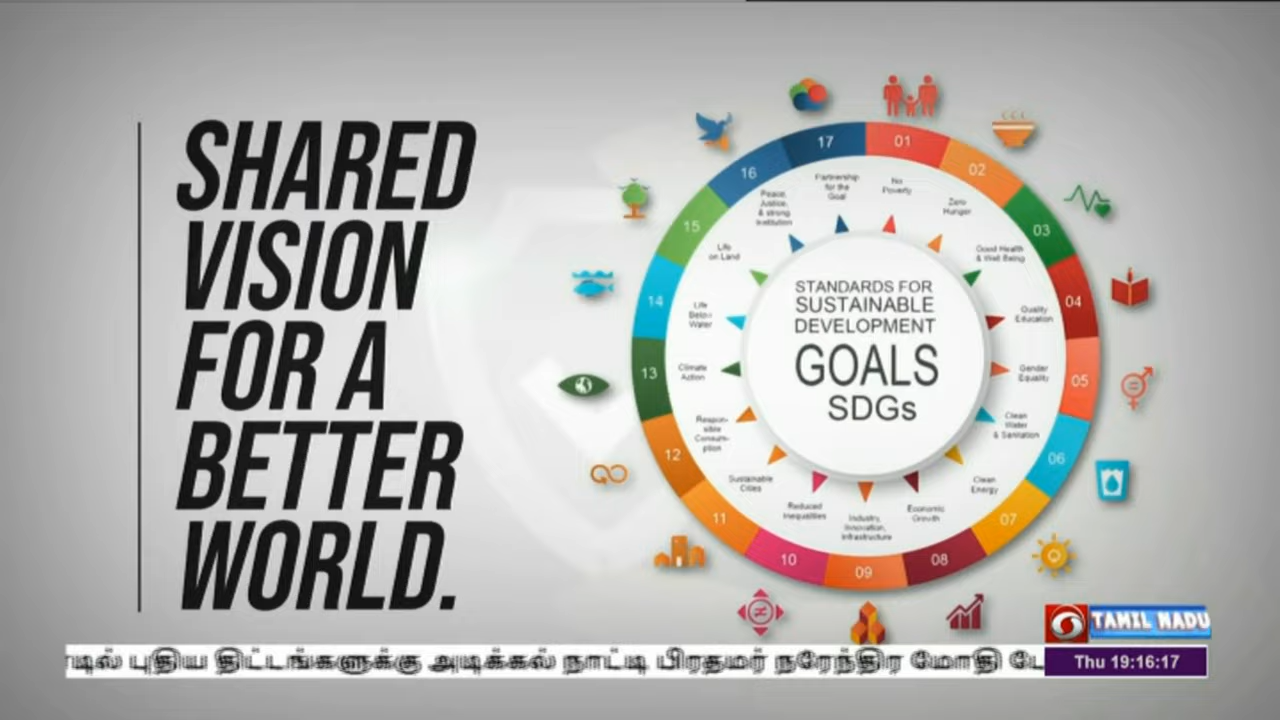 SHARED
VISION
FOR A
BETTER
WORLD.
STANDARDS FOR
SUSTAINABLE
DEVELOPMENT
GOALS
SDGs
01
No
Poverty
02
Zero
Hunger
03
Good Health
& Well Being
04
Quality
Education
05
Gender
Equality
06
Clean
Water
& Sanitation
07
Clean
Energy
08
Economic
Growth
09
Industry,
Innovation,
Infrastructure
10
Reduced
Inequalities
11
Sustainable
Cities
12
Respon-
sible
Consum-
ption
13
Climate
Action
14
Life
Below
Water
15
Life
on Land
16
Peace,
Justice,
& strong
Institution
17
Partnership
for the
Goal
TAMIL NADU
புதிய திட்டங்களுக்கு அடிக்கல் நாட்டி பிரதமர் நரேந்திர மோதி
Thu 19:16:17